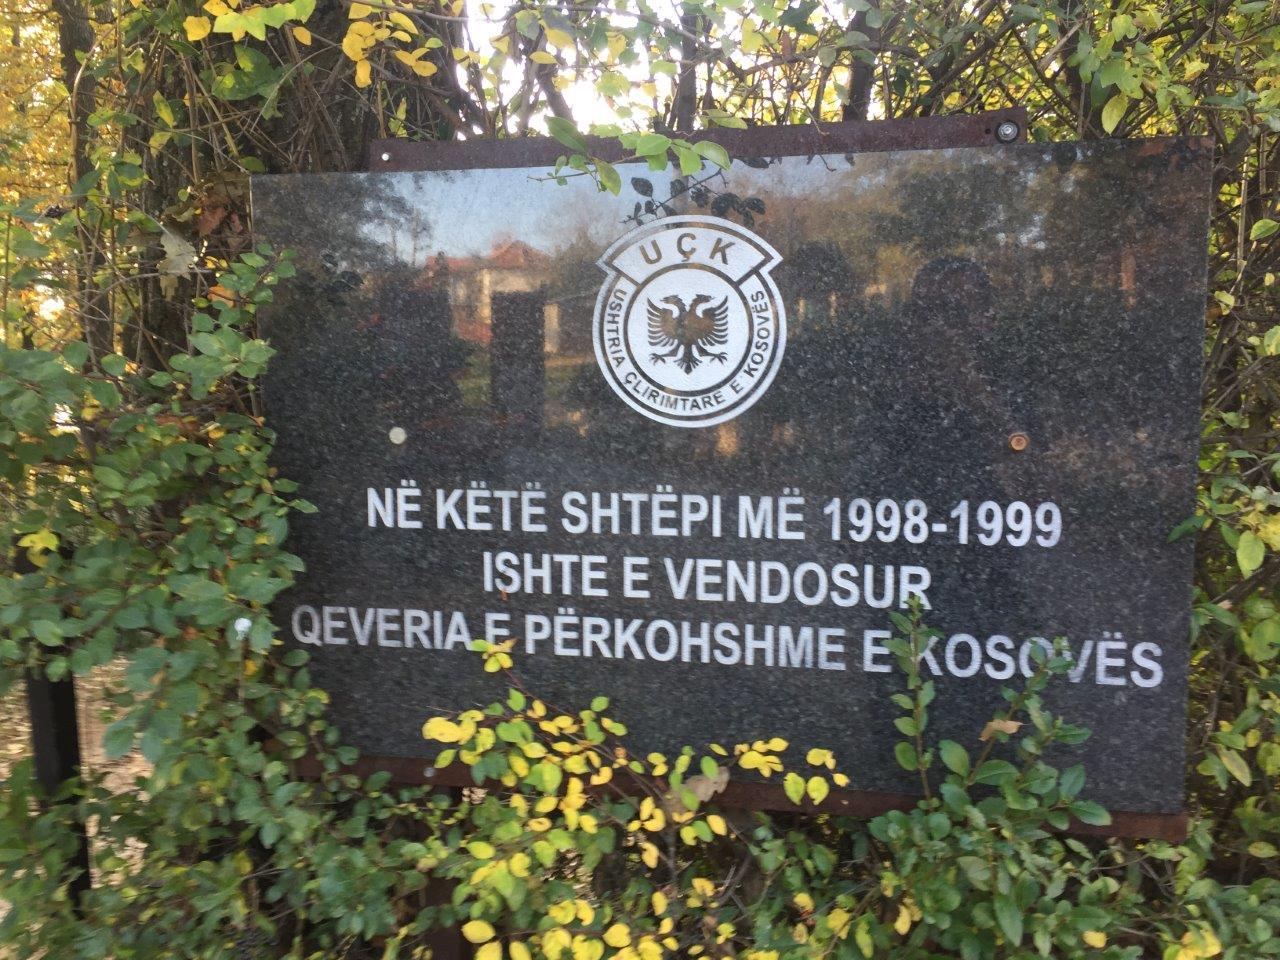 UÇK
USHTRIA ÇLIRIMTARE E KOSOVËS
NË KËTË SHTËPI MË 1998-1999
ISHTE E VENDOSUR
QEVERIA E PËRKOHSHME E KOSOVËS